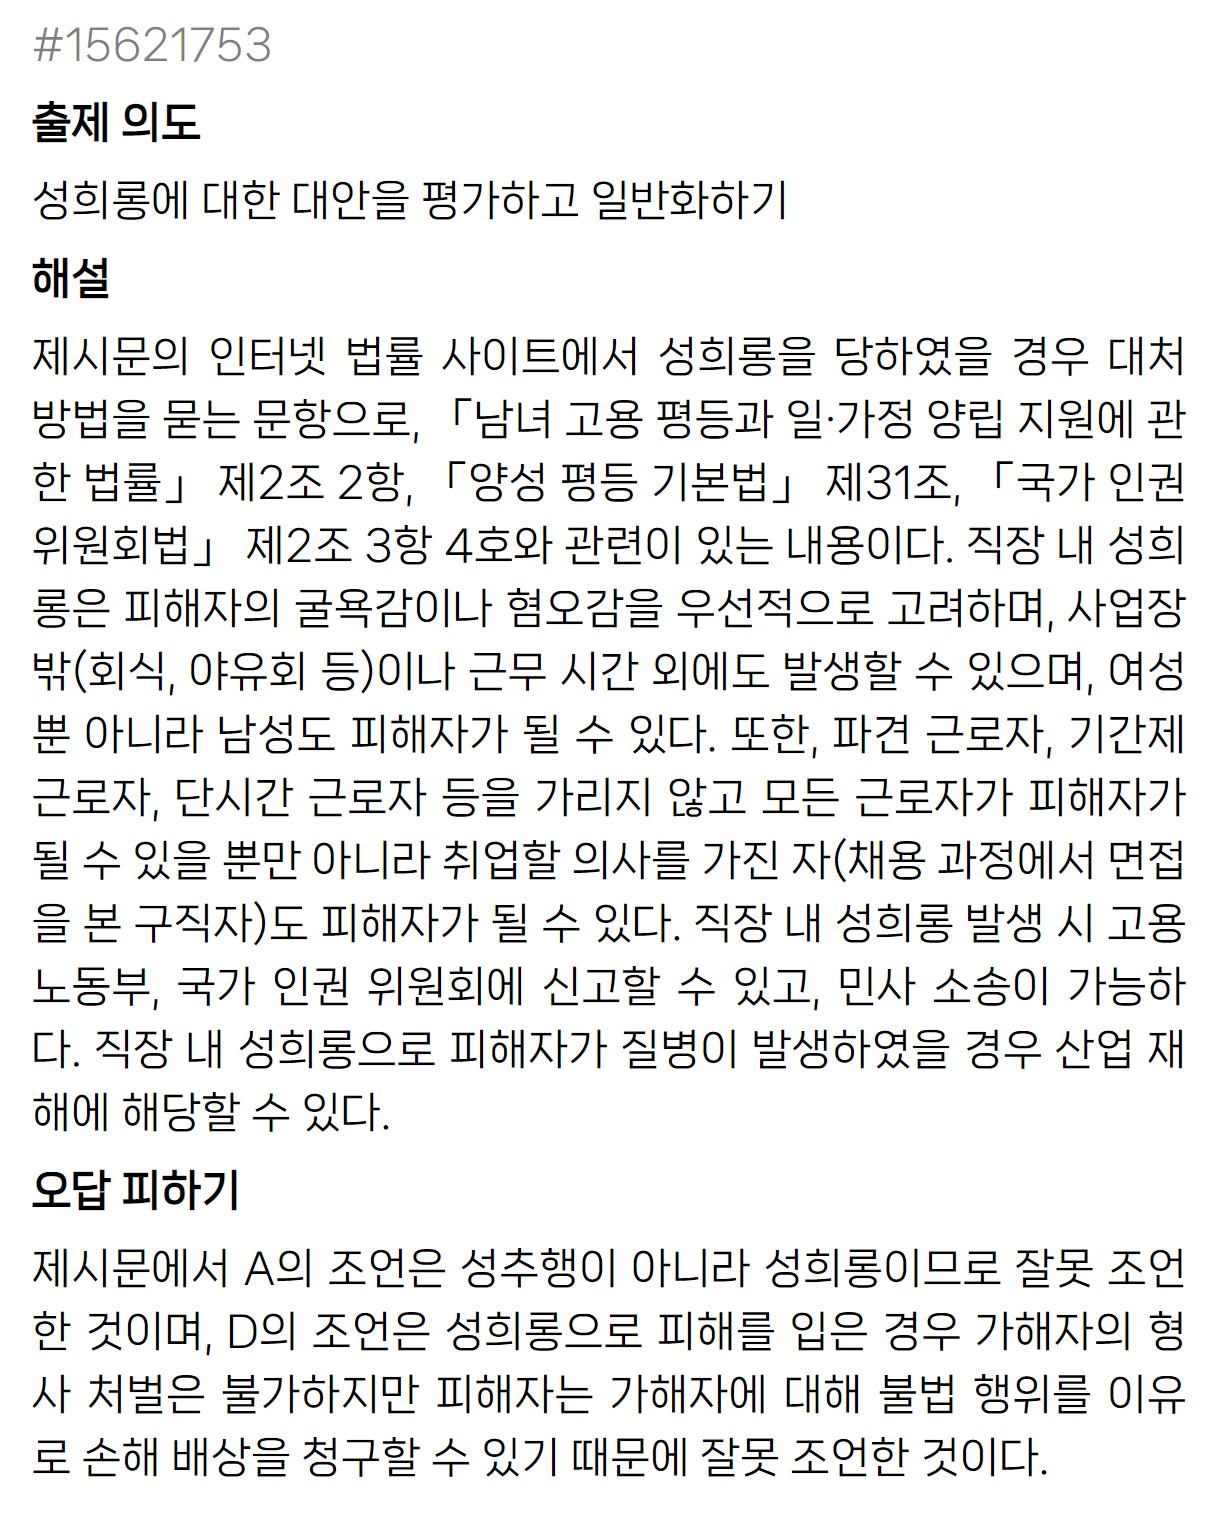 #15621753
출제 의도
성희롱에 대한 대안을 평가하고 일반화하기
해설
제시문의 인터넷 법률 사이트에서 성희롱을 당하였을 경우 대처
방법을 묻는 문항으로, 「남녀 고용 평등과 일·가정 양립 지원에 관
한 법률」 제2조 2항, 「양성 평등 기본법」 제31조, 「국가 인권
위원회법」 제2조 3항 4호와 관련이 있는 내용이다. 직장 내 성희
롱은 피해자의 굴욕감이나 혐오감을 우선적으로 고려하며, 사업장
밖(회식, 야유회 등)이나 근무 시간 외에도 발생할 수 있으며, 여성
뿐 아니라 남성도 피해자가 될 수 있다. 또한, 파견 근로자, 기간제
근로자, 단시간 근로자 등을 가리지 않고 모든 근로자가 피해자가
될 수 있을 뿐만 아니라 취업할 의사를 가진 자(채용 과정에서 면접
을 본 구직자)도 피해자가 될 수 있다. 직장 내 성희롱 발생 시 고용
노동부, 국가 인권 위원회에 신고할 수 있고, 민사 소송이 가능하
다. 직장 내 성희롱으로 피해자가 질병이 발생하였을 경우 산업 재
해에 해당할 수 있다.
오답 피하기
제시문에서 A의 조언은 성추행이 아니라 성희롱이므로 잘못 조언
한 것이며, D의 조언은 성희롱으로 피해를 입은 경우 가해자의 형
사 처벌은 불가하지만 피해자는 가해자에 대해 불법 행위를 이유
로 손해 배상을 청구할 수 있기 때문에 잘못 조언한 것이다.